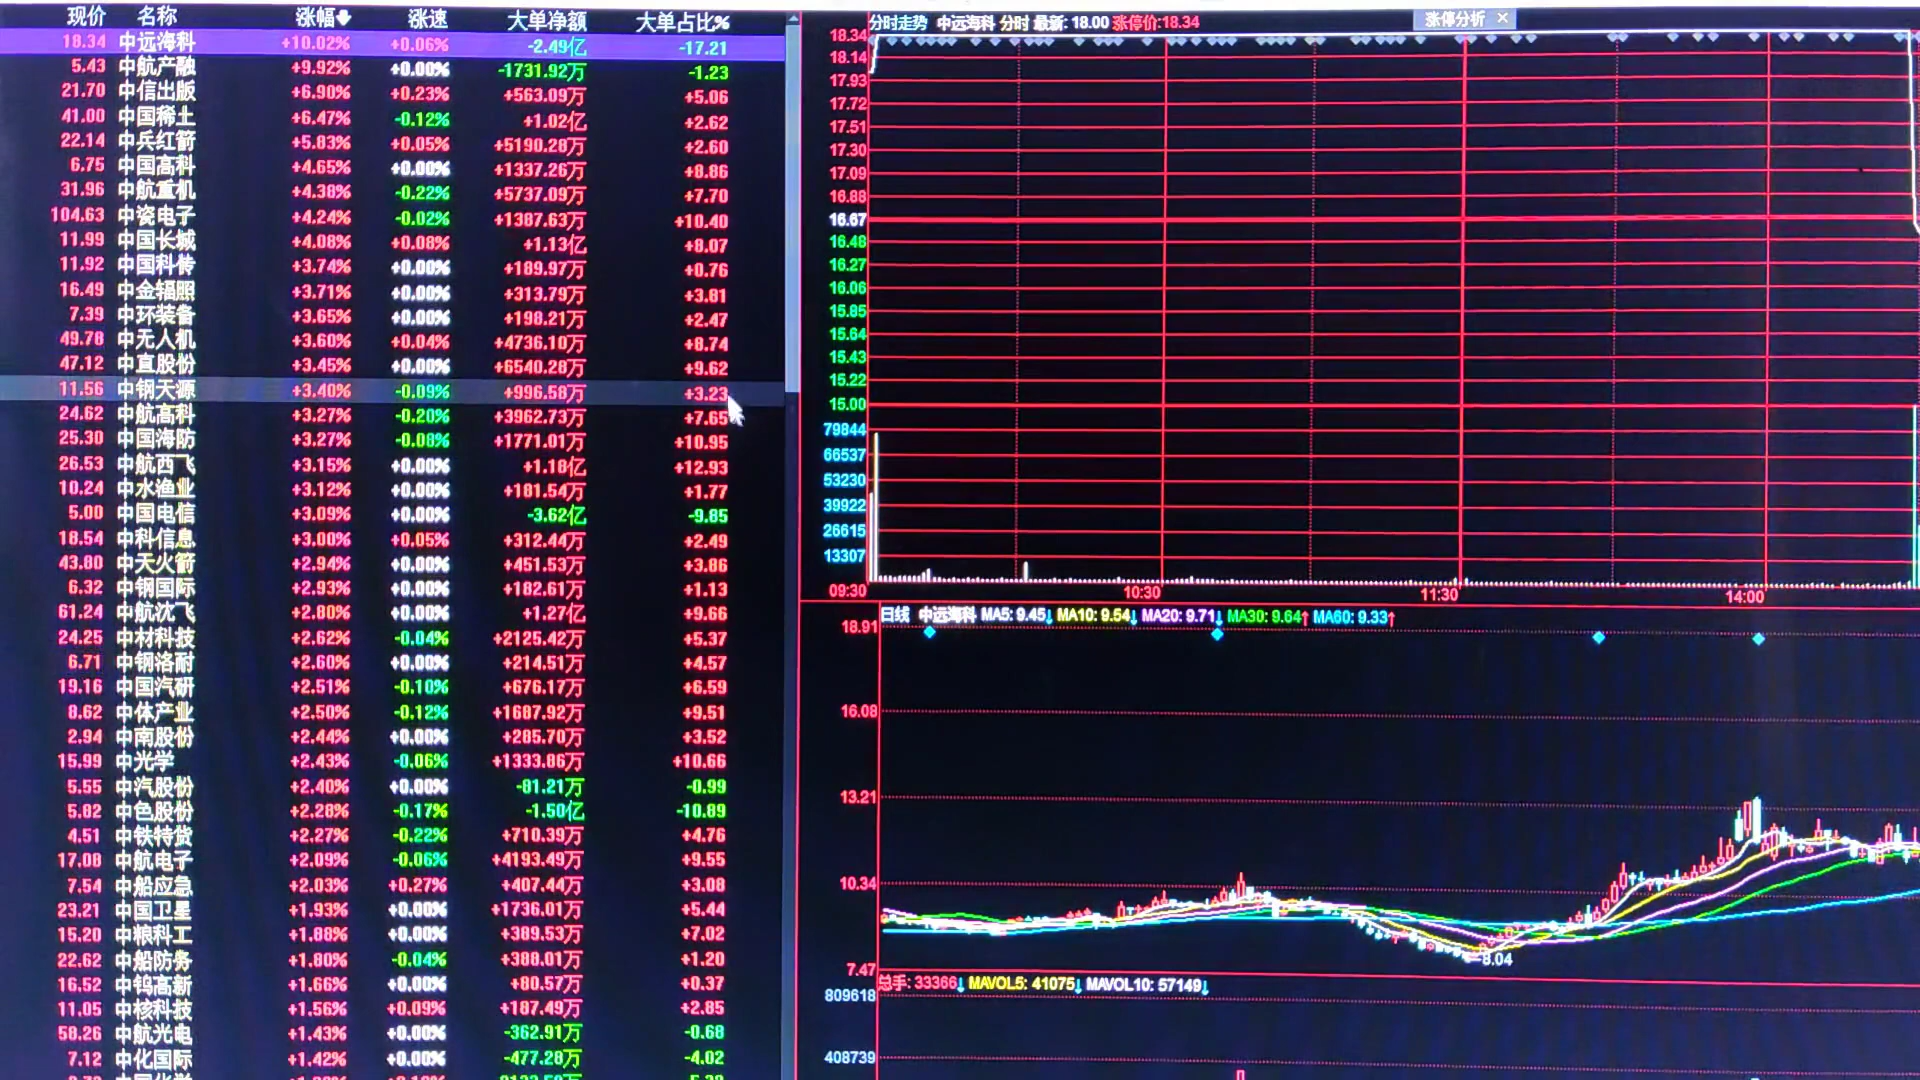 现价 名称 涨幅 涨速 大单净额 大单占比%
18.34 中远海科 +10.02% +0.06% -2.49亿 -17.21
5.43 中航产融 +9.92% +0.00% -1731.92万 -1.23
21.70 中信出版 +6.90% +0.23% +563.09万 +5.06
41.00 中国稀土 +6.47% -0.12% +1.02亿 +2.62
22.14 中兵红箭 +5.83% +0.05% +5190.28万 +2.60
6.75 中国高科 +4.65% +0.00% +1337.26万 +8.86
31.96 中航重机 +4.38% -0.22% +5737.09万 +7.70
104.63 中瓷电子 +4.24% -0.02% +1387.63万 +10.40
11.99 中国长城 +4.08% +0.08% +1.13亿 +8.07
11.92 中国科传 +3.74% +0.00% +189.97万 +0.76
16.49 中金辐照 +3.71% +0.00% +313.79万 +3.81
7.39 中环装备 +3.65% +0.00% +198.21万 +2.47
49.78 中无人机 +3.60% +0.04% +4736.10万 +8.74
47.12 中直股份 +3.45% +0.00% +6540.28万 +9.62
11.56 中钢天源 +3.40% -0.09% +996.58万 +3.23
24.62 中航高科 +3.27% -0.20% +3962.73万 +7.65
25.30 中国海防 +3.27% -0.08% +1771.01万 +10.95
26.53 中航西飞 +3.15% +0.00% +1.18亿 +12.93
10.24 中水渔业 +3.12% +0.00% +181.54万 +1.77
5.00 中国电信 +3.09% +0.00% -3.62亿 -9.85
18.54 中科信息 +3.00% +0.05% +312.44万 +2.49
43.80 中天火箭 +2.94% +0.00% +451.53万 +3.86
6.32 中钢国际 +2.93% +0.00% +182.61万 +1.13
61.24 中航沈飞 +2.80% +0.00% +1.27亿 +9.66
24.25 中材科技 +2.62% -0.04% +2125.42万 +5.37
6.71 中钢洛耐 +2.60% +0.00% +214.51万 +4.57
19.16 中国汽研 +2.51% -0.10% +676.17万 +6.59
8.62 中体产业 +2.50% -0.12% +1687.92万 +9.51
2.94 中南股份 +2.44% +0.00% +285.70万 +3.52
15.99 中光学 +2.43% -0.06% +1333.86万 +10.66
5.55 中汽股份 +2.40% +0.00% -81.21万 -0.99
5.82 中色股份 +2.28% -0.17% -1.50亿 -10.89
4.51 中铁特货 +2.27% -0.22% +710.39万 +4.76
17.08 中航电子 +2.09% -0.06% +4193.49万 +9.55
7.54 中船应急 +2.03% +0.27% +407.44万 +3.08
23.21 中国卫星 +1.93% +0.00% +1736.01万 +5.44
15.20 中粮科工 +1.88% +0.00% +389.53万 +7.02
22.62 中船防务 +1.80% -0.04% +388.01万 +1.20
16.52 中钨高新 +1.66% +0.00% +80.57万 +0.37
11.05 中核科技 +1.56% +0.09% +187.49万 +2.85
58.26 中航光电 +1.43% +0.00% -362.91万 -0.68
7.12 中化国际 +1.42% +0.00% -477.28万 -4.02
分时走势 中远海科 分时 最新: 18.00 涨停价:18.34 涨停分析 ×
18.34
18.14
17.93
17.72
17.51
17.30
17.09
16.88
16.67
16.48
16.27
16.06
15.85
15.64
15.43
15.22
15.00
79844
66537
53230
39922
26615
13307
09:30 10:30 11:30 14:00
日线 中远海科 MA5: 9.45↓ MA10: 9.54↓ MA20: 9.71↓ MA30: 9.64↑ MA60: 9.33↑
18.91
16.08
13.21
10.34
8.04
7.47
总手: 33366↓ MAVOL5: 41075↓ MAVOL10: 57149↓
809618
408739